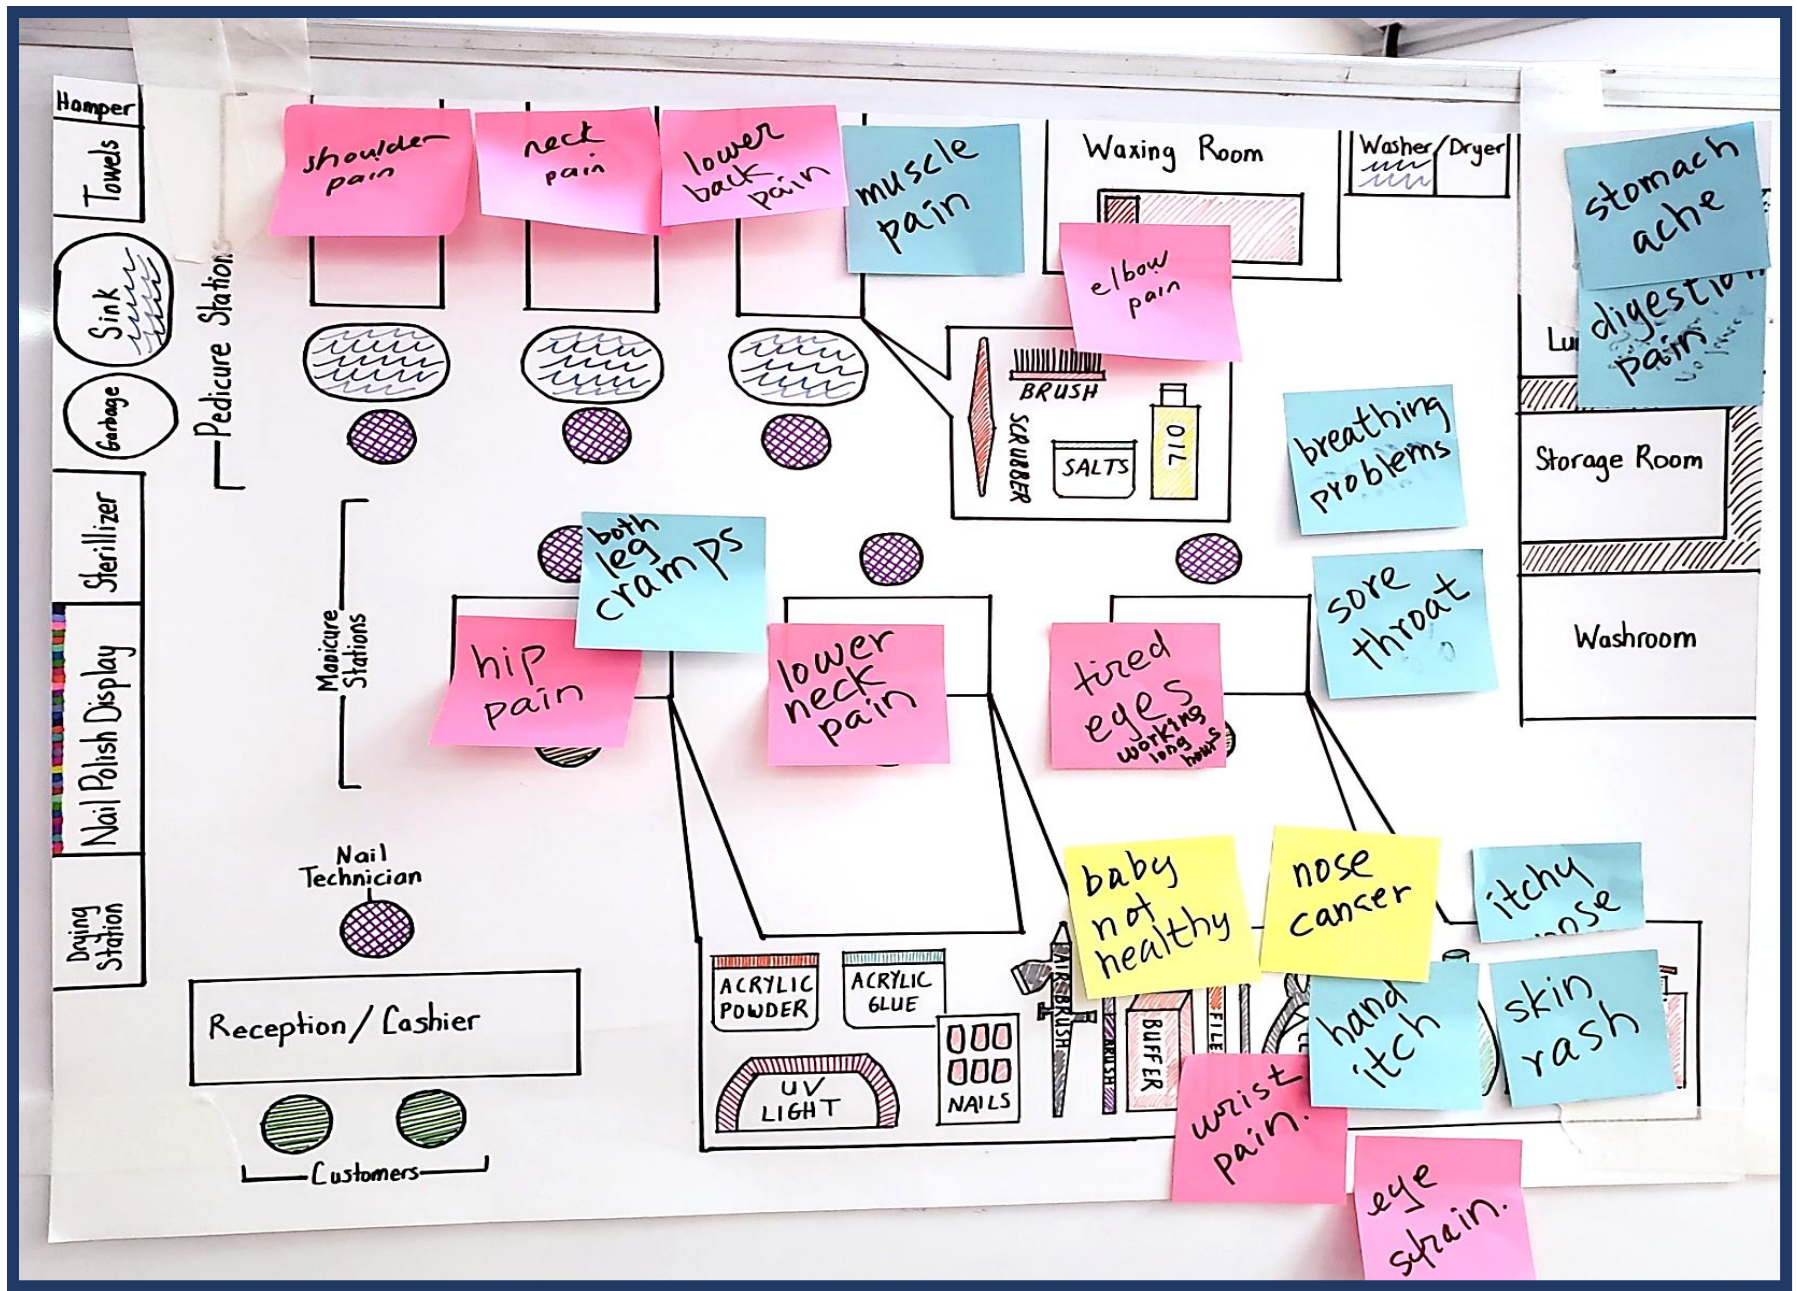 Hamper
Towels
Sink
Garbage
Sterillizer
Nail Polish Display
Drying
Station
Pedicure Station
shoulder
pain
neck
pain
lower
back
pain
muscle
pain
Waxing Room
Washer/Dryer
stomach
ache
digestion
pain
elbow
pain
BRUSH
SCRUBBER
SALTS
OIL
breathing
problems
Storage Room
Manicure
Stations
both
leg
cramps
hip
pain
lower
neck
pain
tired
eyes
working
long
hours
sore
throat
Washroom
Nail
Technician
Reception/Cashier
Customers
baby
not
healthy
nose
cancer
itchy
nose
ACRYLIC
POWDER
ACRYLIC
GLUE
UV
LIGHT
NAILS
AIRBRUSH
BRUSH
BUFFER
FILE
hand
itch
skin
rash
wrist
pain.
eye
strain.